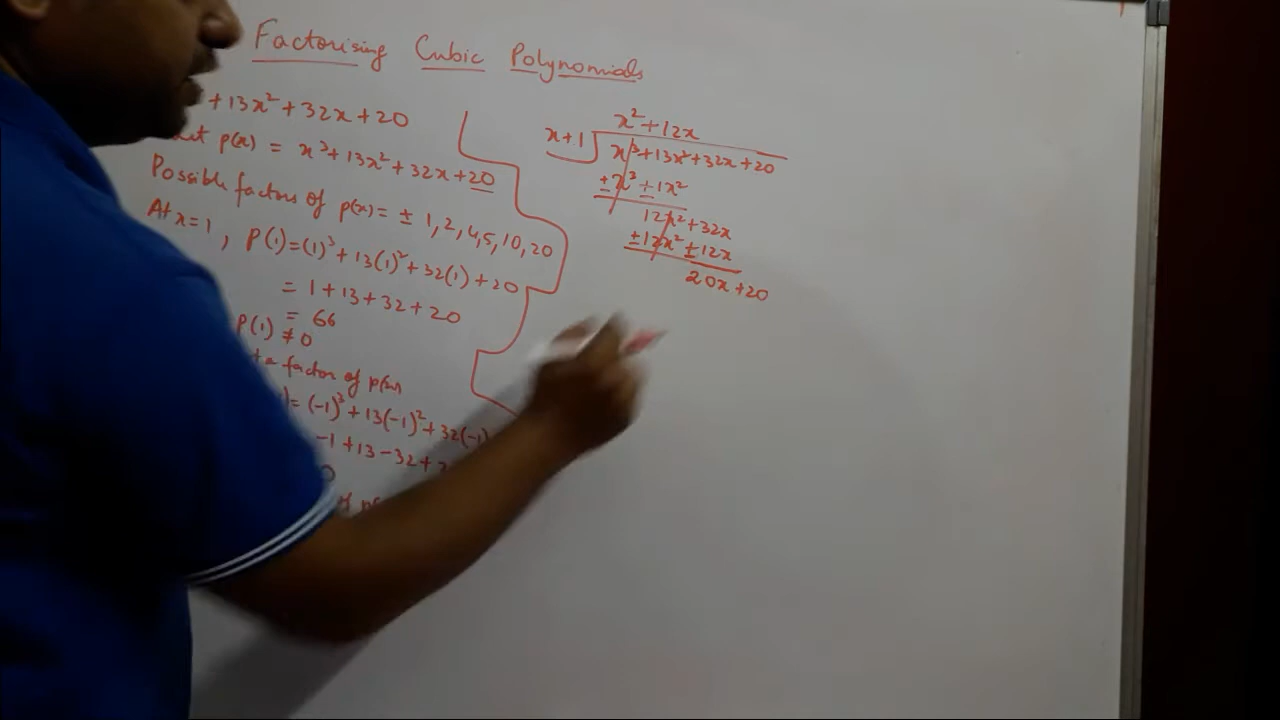 Factorising Cubic Polynomials
+ 13x² + 32x + 20
p(x) = x³ + 13x² + 32x + 20
Possible factors of p(x) = ± 1, 2, 4, 5, 10, 20
At x = 1, P(1) = (1)³ + 13(1)² + 32(1) + 20
= 1 + 13 + 32 + 20
= 66
P(1) ≠ 0
a factor of p(x)
= (-1)³ + 13(-1)² + 32(-1)
-1 + 13 - 32 +
0
of
x² + 12x
x+1 x³ + 13x² + 32x + 20
± x³ ± 1x²
12x² + 32x
± 12x² ± 12x
20x + 20